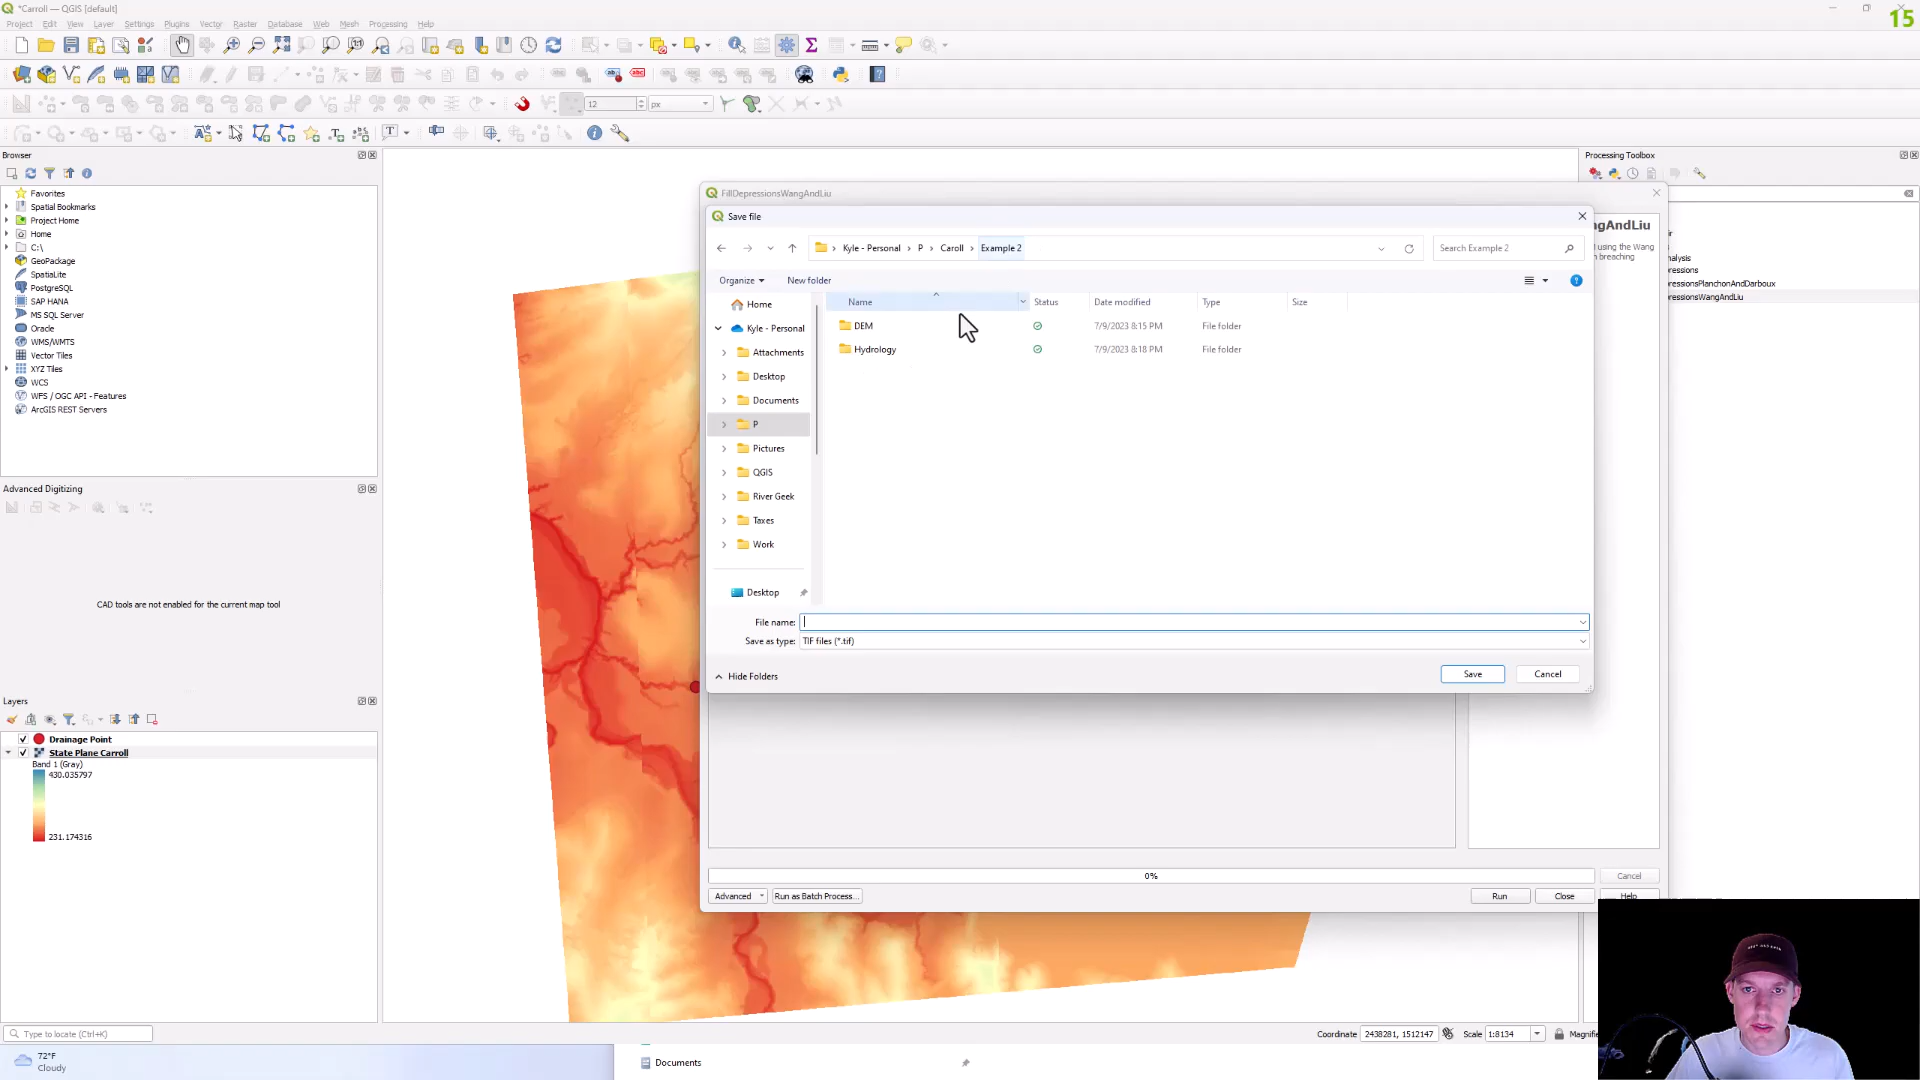 *Carroll — QGIS [default]
15
Project Edit View Layer Settings Plugins Vector Raster Database Web Mesh Processing Help
12 px
Browser
Favorites
Spatial Bookmarks
Project Home
Home
C:\
GeoPackage
SpatiaLite
PostgreSQL
SAP HANA
MS SQL Server
Oracle
WMS/WMTS
Vector Tiles
XYZ Tiles
WCS
WFS / OGC API - Features
ArcGIS REST Servers
Advanced Digitizing
CAD tools are not enabled for the current map tool
Layers
Drainage Point
State Plane Carroll
Band 1 (Gray)
430.035797
231.174316
Type to locate (Ctrl+K)
72°F
Cloudy
Processing Toolbox
FillDepressionsWangAndLiu
Save file
Kyle - Personal › P › Caroll › Example 2
Search Example 2
Organize
New folder
Name Status Date modified Type Size
DEM 7/9/2023 8:15 PM File folder
Hydrology 7/9/2023 8:18 PM File folder
Home
Kyle - Personal
Attachments
Desktop
Documents
P
Pictures
QGIS
River Geek
Taxes
Work
Desktop
File name:
Save as type: TIF files (*.tif)
Hide Folders
Save
Cancel
ngAndLiu
using the Wang
breaching
nalysis
ressions
ressionsPlanchonAndDarboux
ressionsWangAndLiu
0%
Cancel
Advanced
Run as Batch Process...
Run
Close
Help
Coordinate 2438281, 1512147
Scale 1:8134
Magnifi
Documents